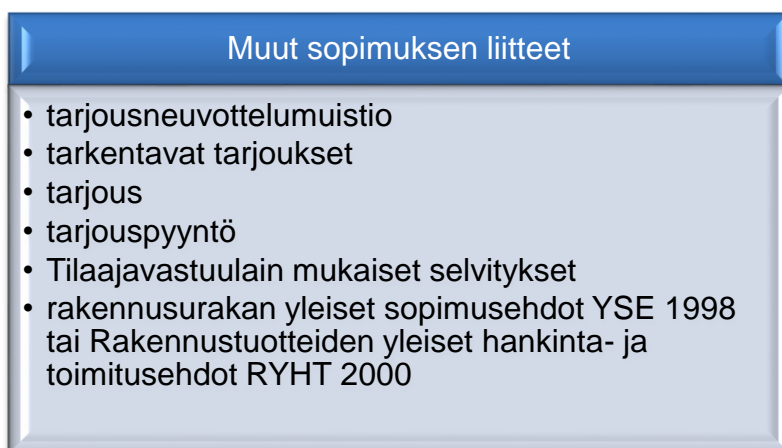 Muut sopimuksen liitteet
• tarjousneuvottelumuistio
• tarkentavat tarjoukset
• tarjous
• tarjouspyyntö
• Tilaajavastuulain mukaiset selvitykset
• rakennusurakan yleiset sopimusehdot YSE 1998
tai Rakennustuotteiden yleiset hankinta- ja
toimitusehdot RYHT 2000